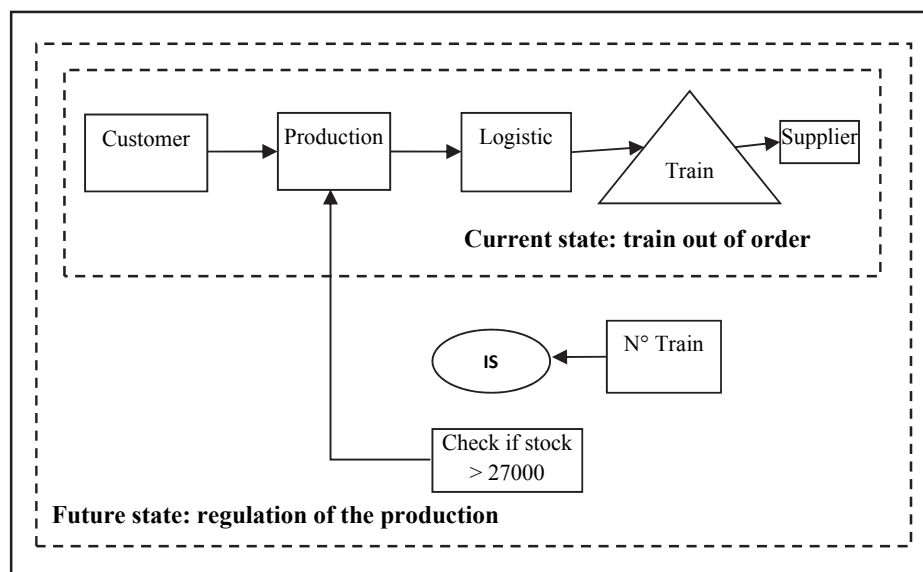 Customer
Production
Logistic
Train
Supplier
Current state: train out of order
IS
N° Train
Check if stock
> 27000
Future state: regulation of the production